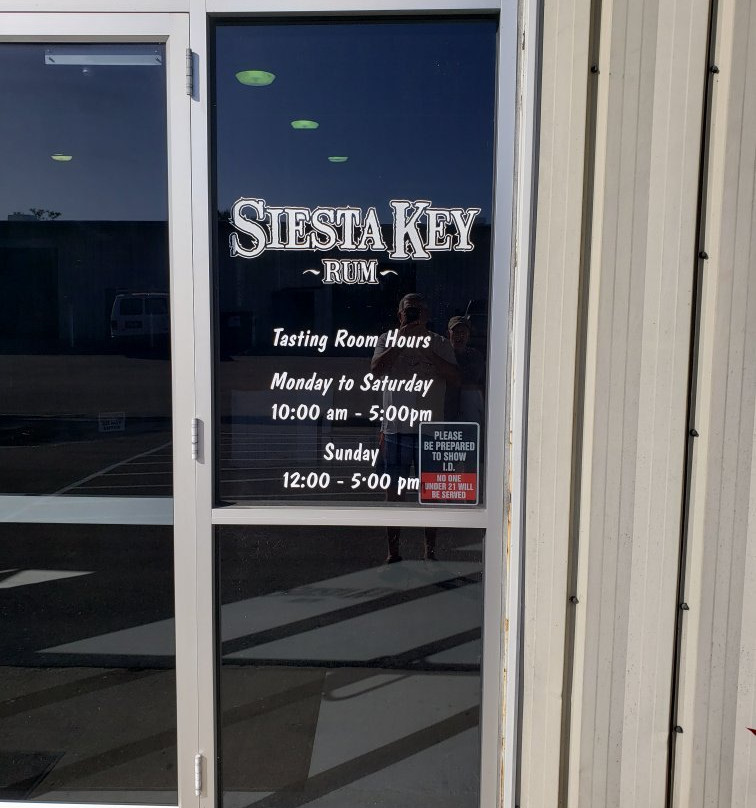 SIESTA KEY
~RUM~
Tasting Room Hours
Monday to Saturday
10:00 am - 5:00pm
Sunday
12:00 - 5:00 pm
PLEASE
BE PREPARED
TO SHOW
I.D.
NO ONE
UNDER 21 WILL
BE SERVED